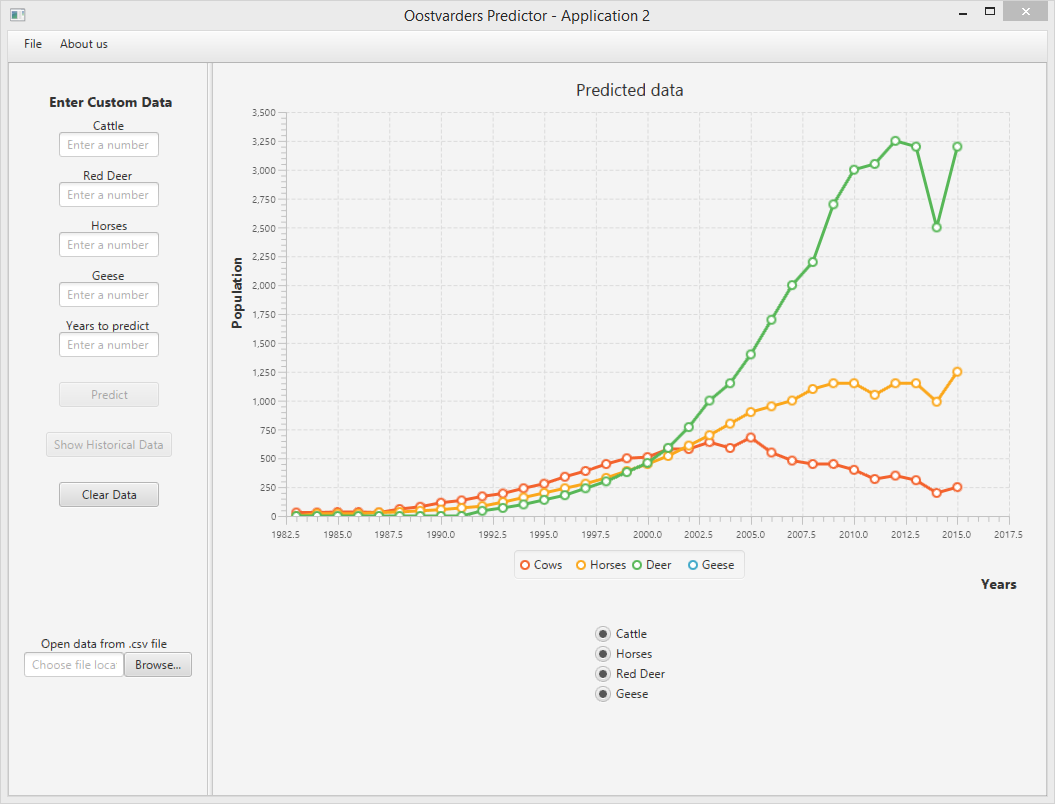 Oostvarders Predictor - Application 2
File About us
Enter Custom Data
Cattle
Enter a number
Red Deer
Enter a number
Horses
Enter a number
Geese
Enter a number
Years to predict
Enter a number
Predict
Show Historical Data
Clear Data
Open data from .csv file
Choose file locat Browse...
Predicted data
Population
3,500
3,250
3,000
2,750
2,500
2,250
2,000
1,750
1,500
1,250
1,000
750
500
250
0
1982.5 1985.0 1987.5 1990.0 1992.5 1995.0 1997.5 2000.0 2002.5 2005.0 2007.5 2010.0 2012.5 2015.0 2017.5
Cows Horses Deer Geese
Years
Cattle
Horses
Red Deer
Geese